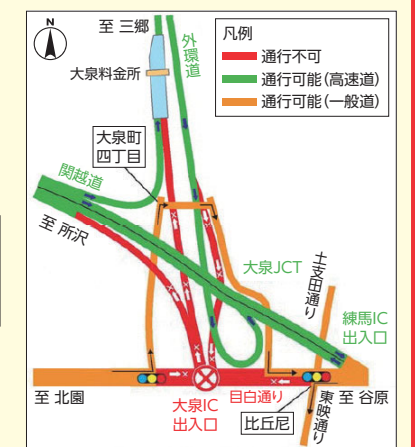 N
至 三郷
外環道
凡例
通行不可
通行可能(高速道)
通行可能(一般道)
大泉料金所
大泉町
四丁目
関越道
至 所沢
大泉JCT
土支田通り
練馬IC
出入口
至 北園
大泉IC
出入口
目白通り
比丘尼
東映通り
至 谷原